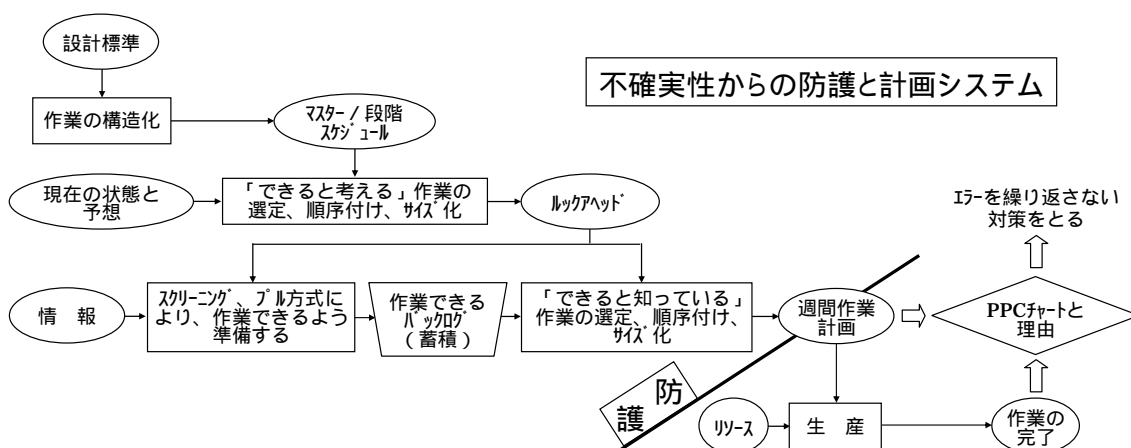 設計標準
不確実性からの防護と計画システム
作業の構造化
ﾏｽﾀｰ / 段階
ｽｹｼﾞｭｰﾙ
現在の状態と
予想
「できると考える」作業の
選定、順序付け、ｻｲｽﾞ化
ﾙｯｸｱﾍｯﾄﾞ
ｴﾗｰを繰り返さない
対策をとる
情 報
ｽｸﾘｰﾆﾝｸﾞ、ﾌﾟﾙ方式に
より、作業できるよう
準備する
作業できる
ﾊﾞｯｸﾛｸﾞ
( 蓄積 )
「できると知っている」
作業の選定、順序付け、
ｻｲｽﾞ化
週間作業
計画
PPCﾁｬｰﾄと
理由
防
護
ﾘｿｰｽ
生 産
作業の
完了